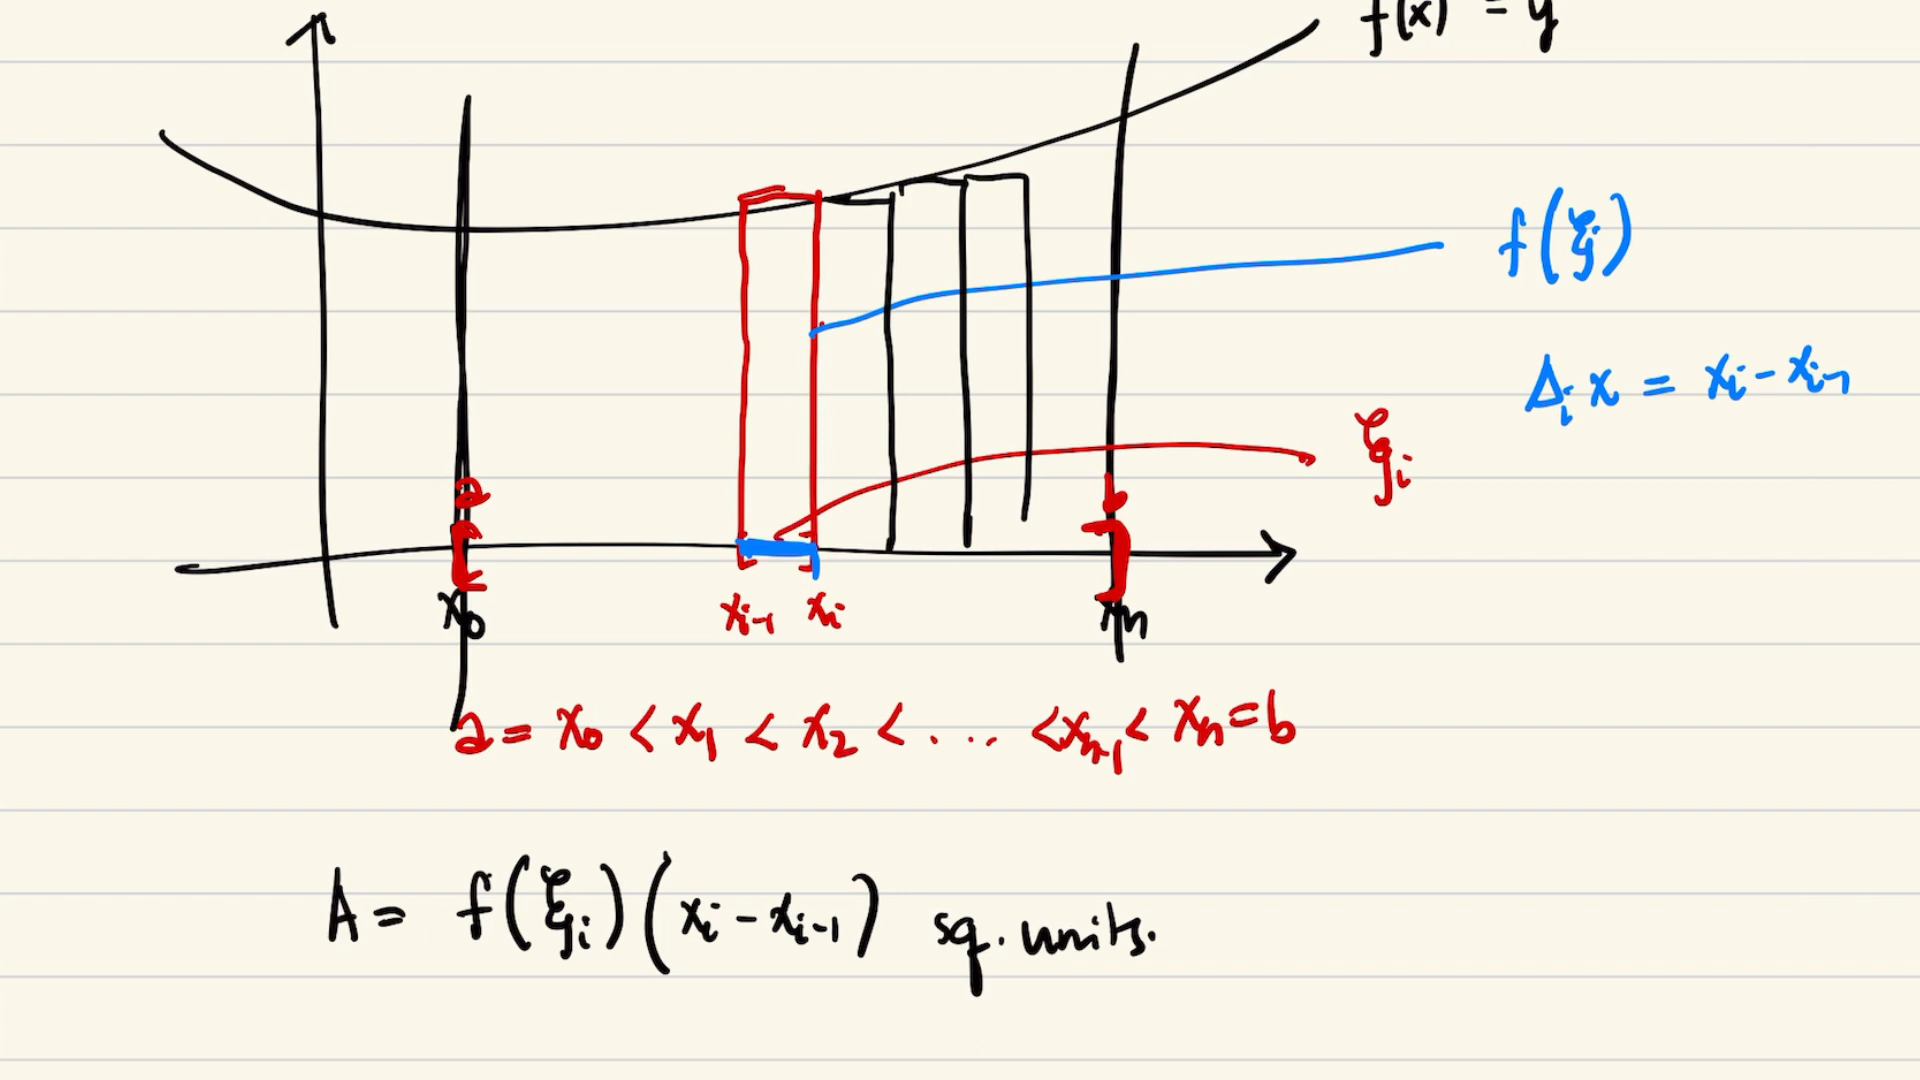 f(x) = y
f(ξi)
Δi x = xi - xi-1
ξi
a
b
x0
xi-1
xi
xn
a = x0 < x1 < x2 < . ... < xn-1 < xn = b
A = f(ξi)(xi - xi-1) sq. units.